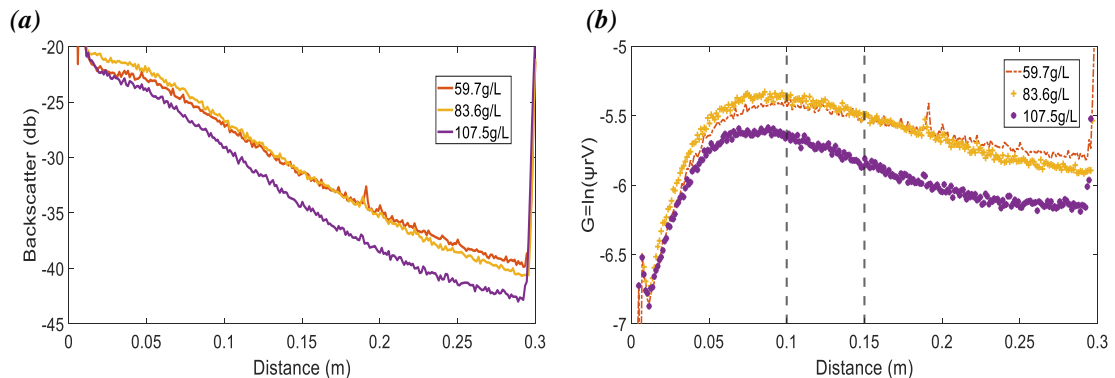 (a)
-20
-25
-30
-35
-40
-45
Backscatter (db)
59.7g/L
83.6g/L
107.5g/L
0 0.05 0.1 0.15 0.2 0.25 0.3
Distance (m)
(b)
-5
-5.5
-6
-6.5
-7
G=ln(ψrV)
59.7g/L
83.6g/L
107.5g/L
0 0.05 0.1 0.15 0.2 0.25 0.3
Distance (m)